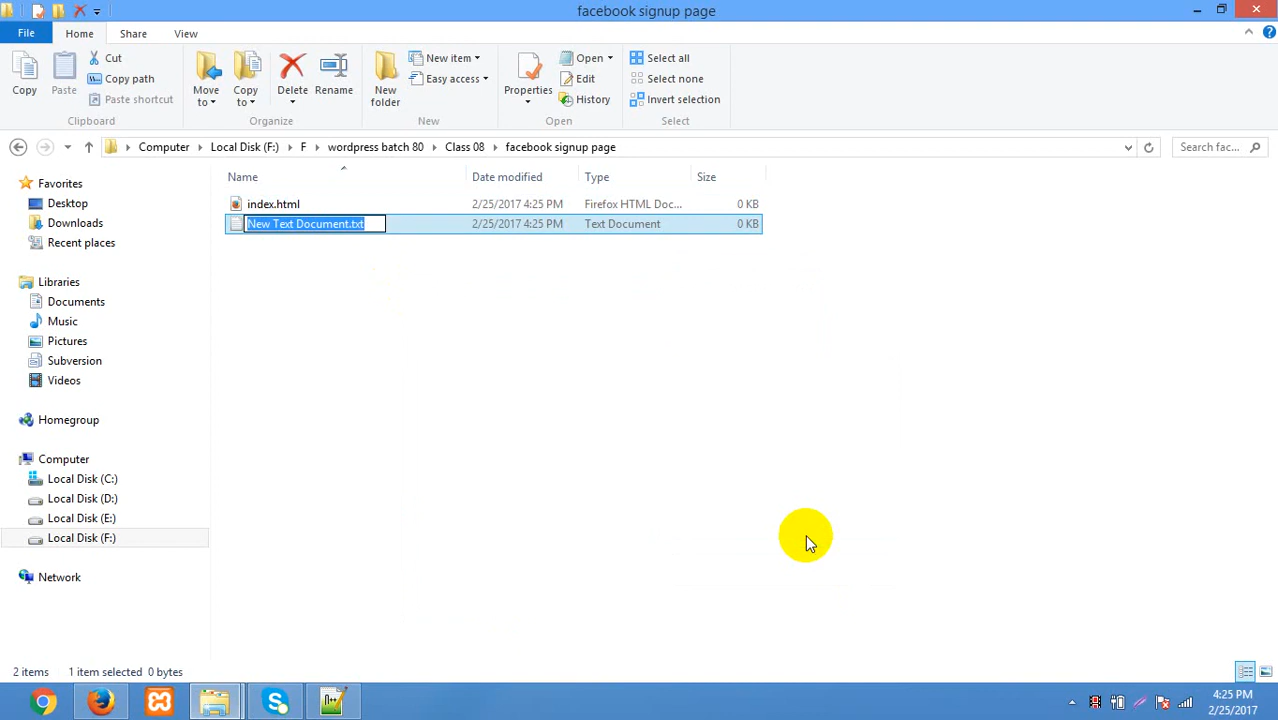 facebook signup page
File Home Share View
Copy
Paste
Cut
Copy path
Paste shortcut
Clipboard
Move to
Copy to
Delete
Rename
Organize
New folder
New item
Easy access
New
Properties
Open
Edit
History
Open
Select all
Select none
Invert selection
Select
Computer Local Disk (F:) F wordpress batch 80 Class 08 facebook signup page
Search fac...
Favorites
Desktop
Downloads
Recent places
Libraries
Documents
Music
Pictures
Subversion
Videos
Homegroup
Computer
Local Disk (C:)
Local Disk (D:)
Local Disk (E:)
Local Disk (F:)
Network
Name Date modified Type Size
index.html 2/25/2017 4:25 PM Firefox HTML Doc... 0 KB
New Text Document.txt 2/25/2017 4:25 PM Text Document 0 KB
2 items 1 item selected 0 bytes
4:25 PM
2/25/2017